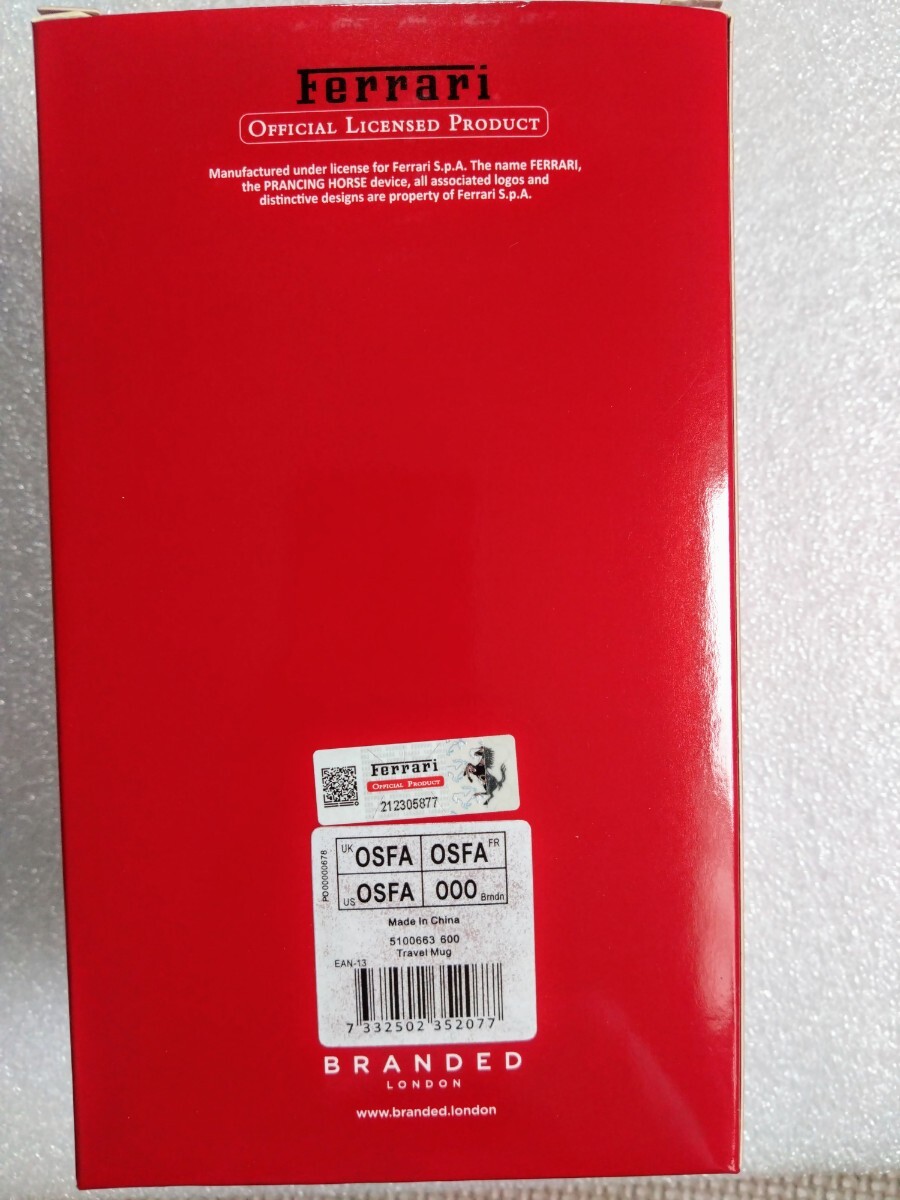 Ferrari
OFFICIAL LICENSED PRODUCT
Manufactured under license for Ferrari S.p.A. The name FERRARI,
the PRANCING HORSE device, all associated logos and
distinctive designs are property of Ferrari S.p.A.
Ferrari
OFFICIAL PRODUCT
212305877
PO00000678
UK OSFA OSFA FR
US OSFA 000 Brndn
Made In China
5100663 600
Travel Mug
EAN-13
7 332502 352077
BRANDED
LONDON
www.branded.london